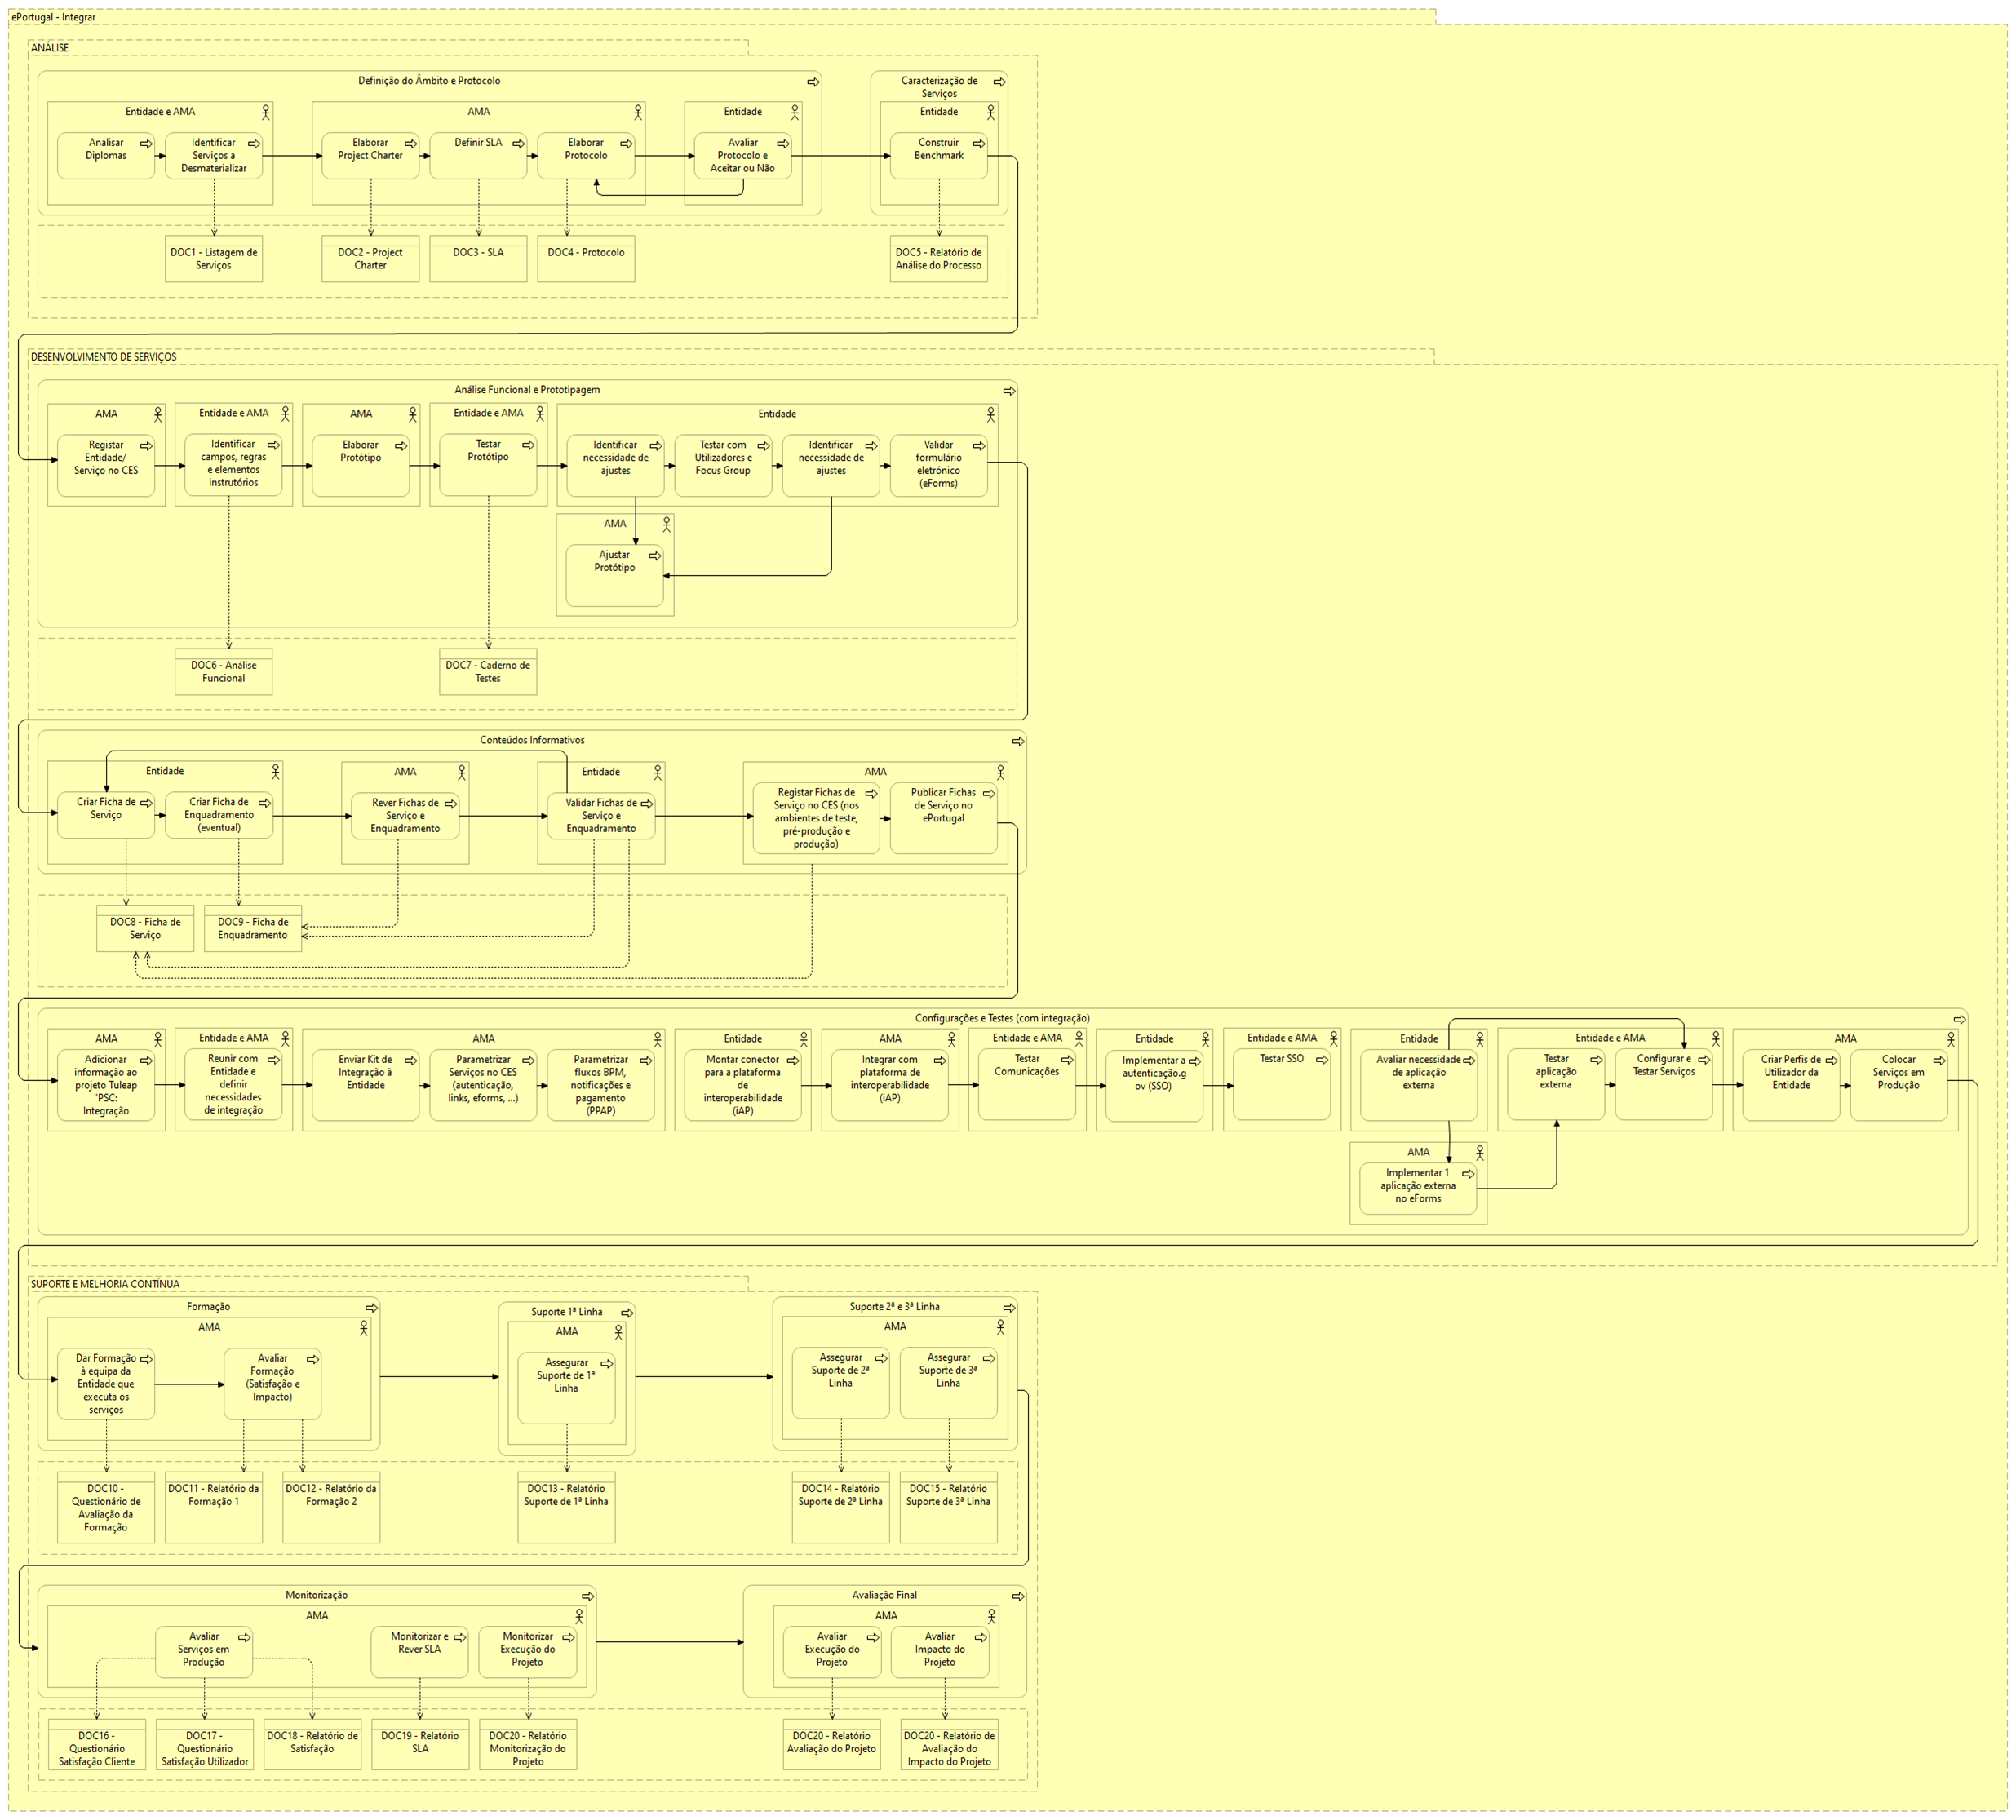 ePortugal - Integrar
ANÁLISE
Definição do Âmbito e Protocolo
Caracterização de
Serviços
Entidade e AMA
AMA
Entidade
Entidade
Analisar
Diplomas
Identificar
Serviços a
Desmaterializar
Elaborar
Project Charter
Definir SLA
Elaborar
Protocolo
Avaliar
Protocolo e
Aceitar ou Não
Construir
Benchmark
DOC1 - Listagem de
Serviços
DOC2 - Project
Charter
DOC3 - SLA
DOC4 - Protocolo
DOC5 - Relatório de
Análise do Processo
DESENVOLVIMENTO DE SERVIÇOS
Análise Funcional e Prototipagem
AMA
Entidade e AMA
AMA
Entidade e AMA
Entidade
Registar
Entidade/
Serviço no CES
Identificar
campos, regras
e elementos
instrutórios
Elaborar
Protótipo
Testar
Protótipo
Identificar
necessidade de
ajustes
Testar com
Utilizadores e
Focus Group
Identificar
necessidade de
ajustes
Validar
formulário
eletrónico
(eForms)
AMA
Ajustar
Protótipo
DOC6 - Análise
Funcional
DOC7 - Caderno de
Testes
Conteúdos Informativos
Entidade
AMA
Entidade
AMA
Criar Ficha de
Serviço
Criar Ficha de
Enquadramento
(eventual)
Rever Fichas de
Serviço e
Enquadramento
Validar Fichas de
Serviço e
Enquadramento
Registar Fichas de
Serviço no CES (nos
ambientes de teste,
pré-produção e
produção)
Publicar Fichas
de Serviço no
ePortugal
DOC8 - Ficha de
Serviço
DOC9 - Ficha de
Enquadramento
Configurações e Testes (com integração)
AMA
Entidade e AMA
AMA
Entidade
AMA
Entidade e AMA
Entidade
Entidade e AMA
Entidade
Entidade e AMA
AMA
Adicionar
informação ao
projeto Tuleap
"PSC:
Integração
Reunir com
Entidade e
definir
necessidades
de integração
Enviar Kit de
Integração à
Entidade
Parametrizar
Serviços no CES
(autenticação,
links, eforms, ...)
Parametrizar
fluxos BPM,
notificações e
pagamento
(PPAP)
Montar conector
para a plataforma
de
interoperabilidade
(iAP)
Integrar com
plataforma de
interoperabilidade
(iAP)
Testar
Comunicações
Implementar a
autenticação.g
ov (SSO)
Testar SSO
Avaliar necessidade
de aplicação
externa
Testar
aplicação
externa
Configurar e
Testar Serviços
Criar Perfis de
Utilizador da
Entidade
Colocar
Serviços em
Produção
AMA
Implementar 1
aplicação externa
no eForms
SUPORTE E MELHORIA CONTÍNUA
Formação
Suporte 1ª Linha
Suporte 2ª e 3ª Linha
AMA
AMA
AMA
Dar Formação
à equipa da
Entidade que
executa os
serviços
Avaliar
Formação
(Satisfação e
Impacto)
Assegurar
Suporte de 1ª
Linha
Assegurar
Suporte de 2ª
Linha
Assegurar
Suporte de 3ª
Linha
DOC10 -
Questionário de
Avaliação da
Formação
DOC11 - Relatório da
Formação 1
DOC12 - Relatório da
Formação 2
DOC13 - Relatório
Suporte de 1ª Linha
DOC14 - Relatório
Suporte de 2ª Linha
DOC15 - Relatório
Suporte de 3ª Linha
Monitorização
Avaliação Final
AMA
AMA
Avaliar
Serviços em
Produção
Monitorizar e
Rever SLA
Monitorizar
Execução do
Projeto
Avaliar
Execução do
Projeto
Avaliar
Impacto do
Projeto
DOC16 -
Questionário
Satisfação Cliente
DOC17 -
Questionário
Satisfação Utilizador
DOC18 - Relatório de
Satisfação
DOC19 - Relatório
SLA
DOC20 - Relatório
Monitorização do
Projeto
DOC20 - Relatório
Avaliação do Projeto
DOC20 - Relatório de
Avaliação do
Impacto do Projeto